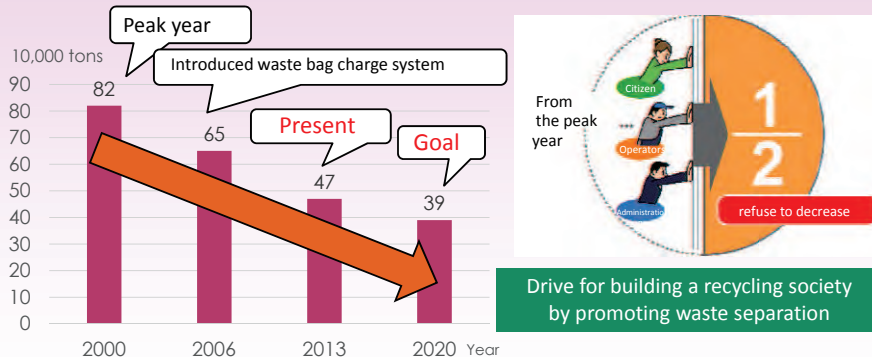 Peak year
10,000 tons
Introduced waste bag charge system
90
80
70
60
50
40
30
20
10
0
82
65
Present
47
Goal
39
2000
2006
2013
2020
Year
Citizen
From
the peak
year
Operators
Administratio
1
2
refuse to decrease
Drive for building a recycling society
by promoting waste separation